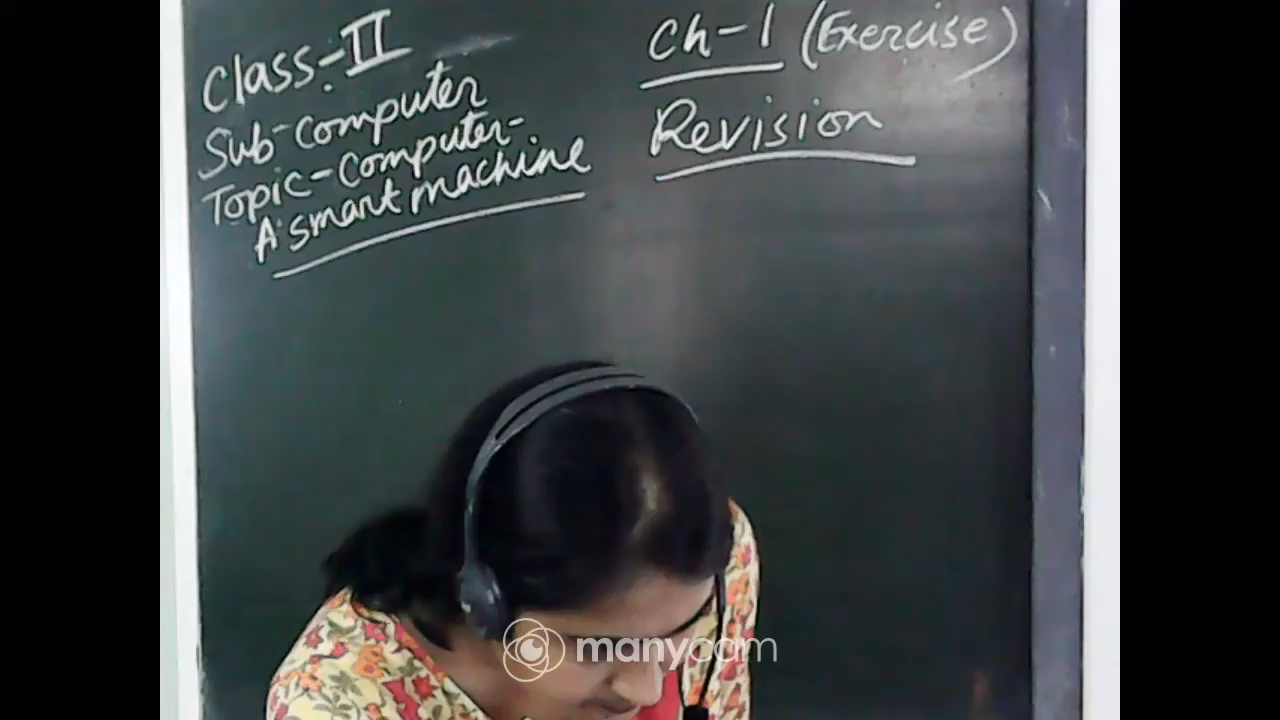 Class-II
Sub-Computer
Topic-Computer-
A smart machine
Ch-1 (Exercise)
Revision
manycam